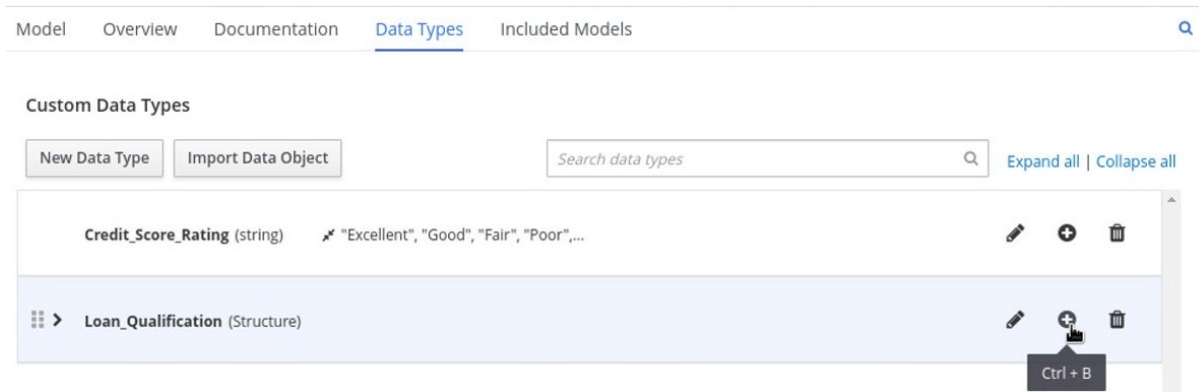 Model Overview Documentation Data Types Included Models
Custom Data Types
New Data Type Import Data Object Search data types Expand all | Collapse all
Credit_Score_Rating (string) "Excellent", "Good", "Fair", "Poor",...
Loan_Qualification (Structure)
Ctrl + B